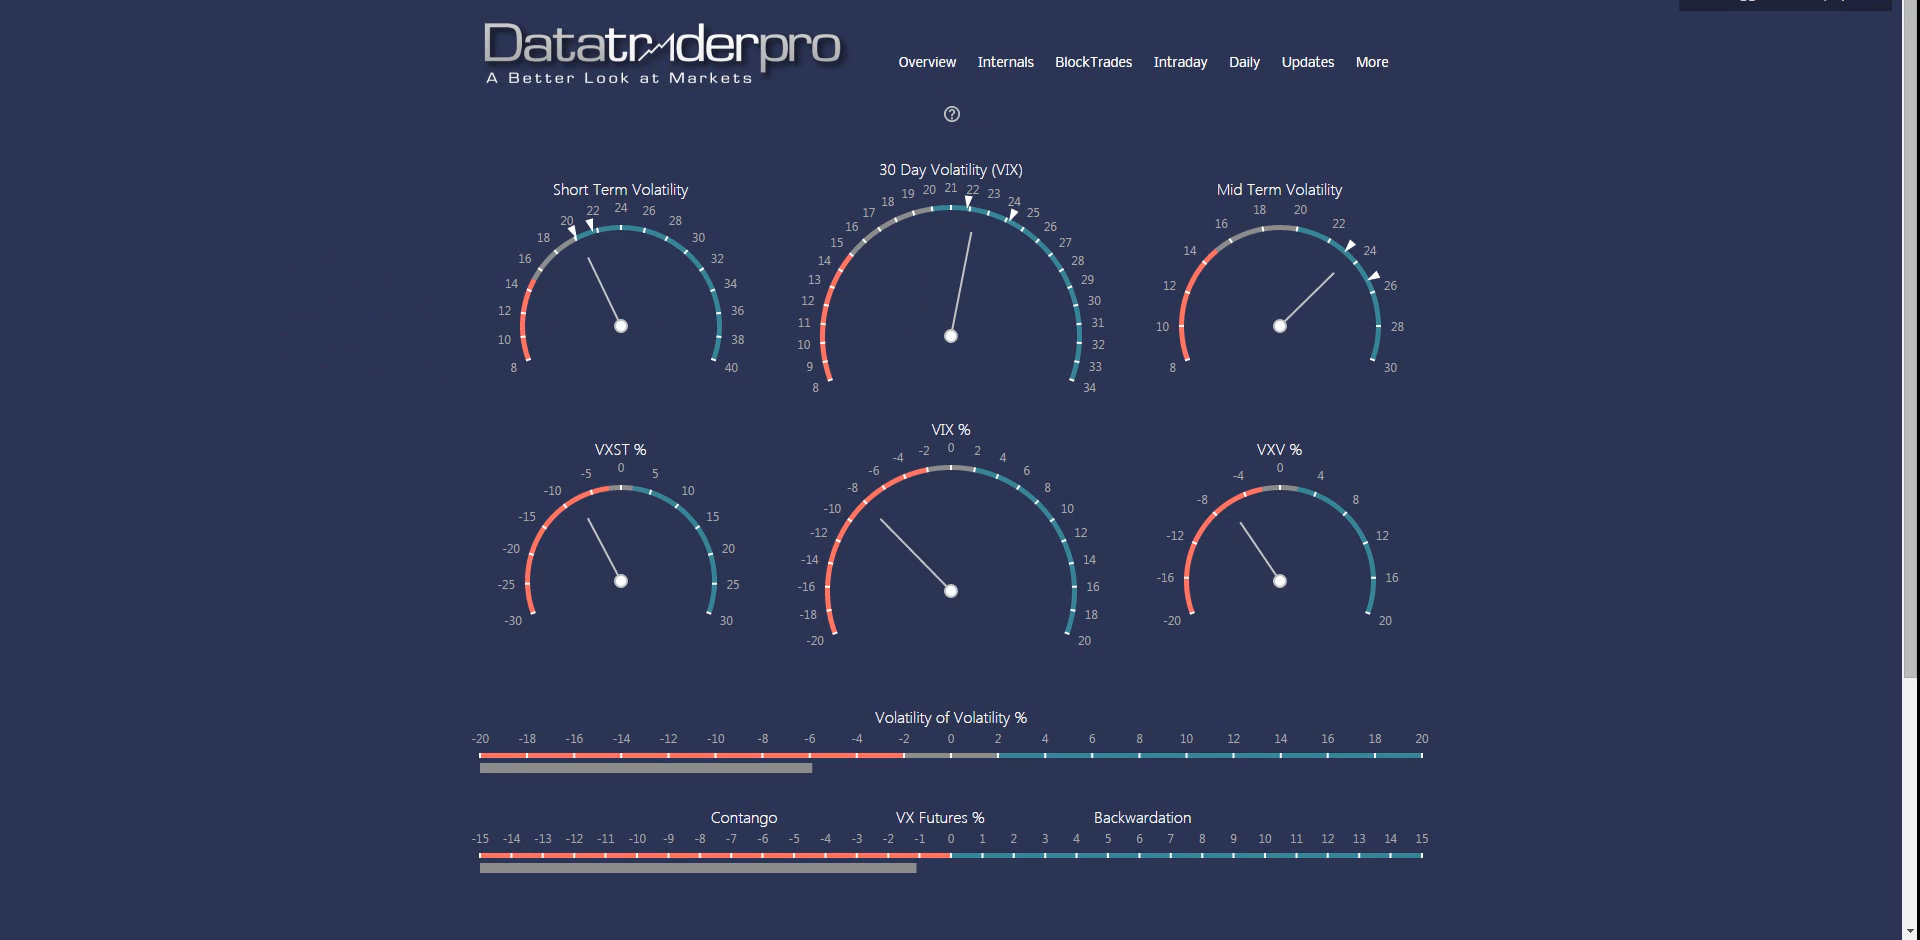 Datatraderpro
A Better Look at Markets
Overview Internals BlockTrades Intraday Daily Updates More
?
Short Term Volatility
8 10 12 14 16 18 20 22 24 26 28 30 32 34 36 38 40
30 Day Volatility (VIX)
8 9 10 11 12 13 14 15 16 17 18 19 20 21 22 23 24 25 26 27 28 29 30 31 32 33 34
Mid Term Volatility
8 10 12 14 16 18 20 22 24 26 28 30
VXST %
-30 -25 -20 -15 -10 -5 0 5 10 15 20 25 30
VIX %
-20 -18 -16 -14 -12 -10 -8 -6 -4 -2 0 2 4 6 8 10 12 14 16 18 20
VXV %
-20 -16 -12 -8 -4 0 4 8 12 16 20
Volatility of Volatility %
-20 -18 -16 -14 -12 -10 -8 -6 -4 -2 0 2 4 6 8 10 12 14 16 18 20
Contango VX Futures % Backwardation
-15 -14 -13 -12 -11 -10 -9 -8 -7 -6 -5 -4 -3 -2 -1 0 1 2 3 4 5 6 7 8 9 10 11 12 13 14 15